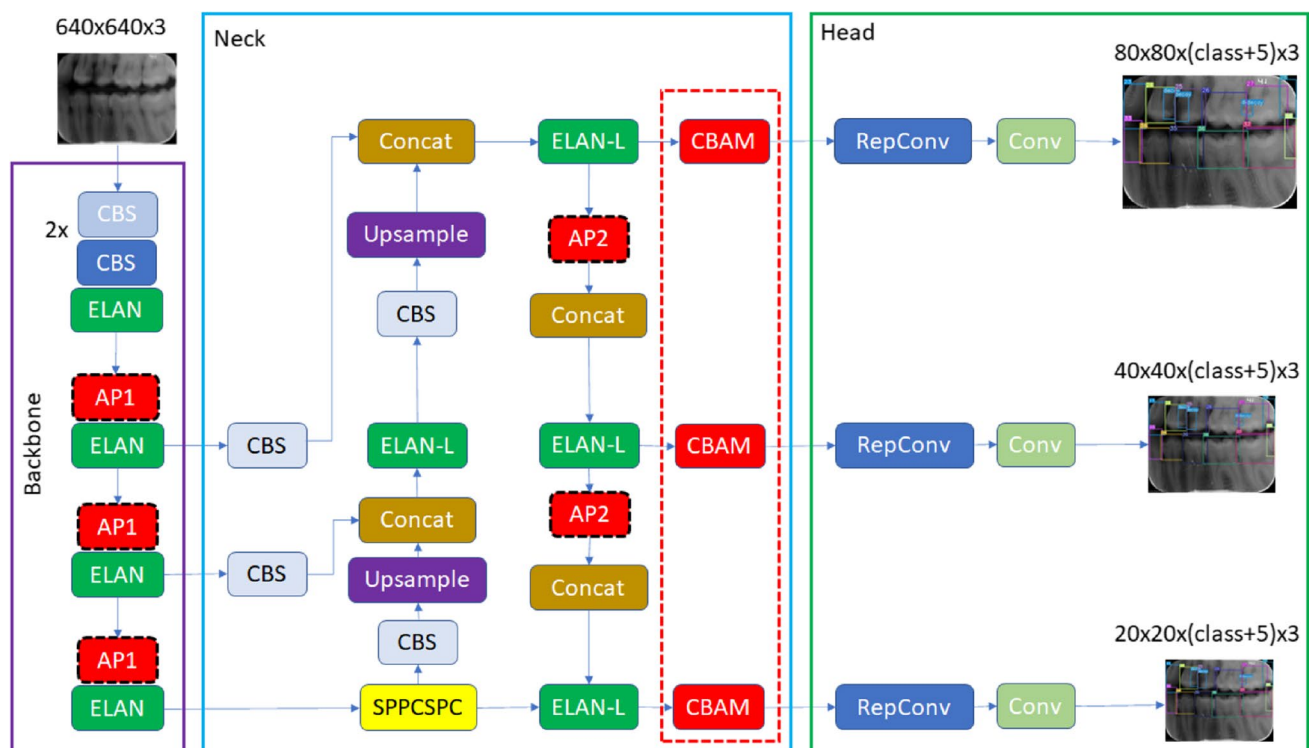 640x640x3
Neck
Head
80x80x(class+5)x3
Concat
ELAN-L
CBAM
RepConv
Conv
CBS
2x
CBS
Upsample
AP2
ELAN
CBS
Concat
40x40x(class+5)x3
AP1
ELAN
CBS
ELAN-L
ELAN-L
CBAM
RepConv
Conv
Backbone
AP1
Concat
AP2
ELAN
CBS
Upsample
Concat
CBS
20x20x(class+5)x3
AP1
ELAN
SPPCSPC
ELAN-L
CBAM
RepConv
Conv